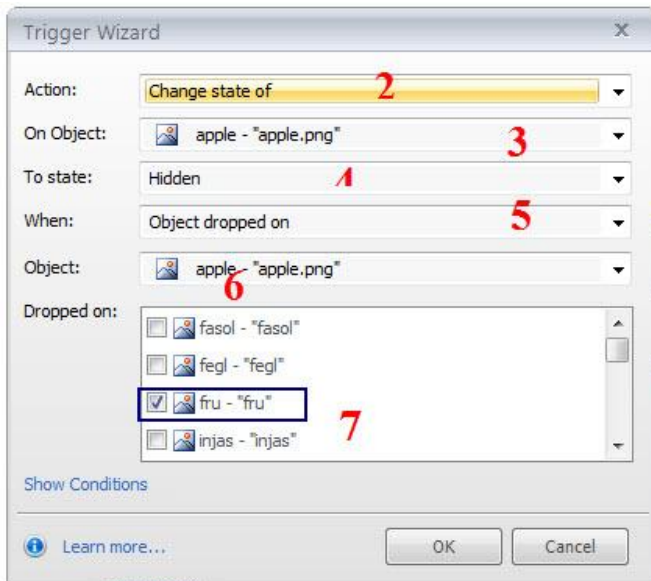 Trigger Wizard X
Action: Change state of 2
On Object: apple - "apple.png" 3
To state: Hidden 4
When: Object dropped on 5
Object: apple - "apple.png"
6
Dropped on:
fasol - "fasol"
fegl - "fegl"
fru - "fru"
injas - "injas"
7
Show Conditions
Learn more... OK Cancel